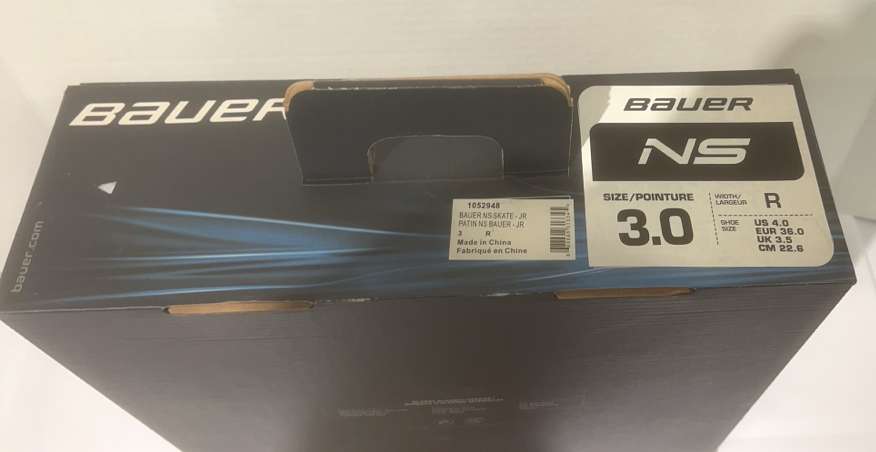 BAUER
bauer.com
1052948
BAUER NS SKATE - JR
PATIN NS BAUER - JR
3 R
Made in China
Fabriqué en Chine
BAUER
NS
SIZE/POINTURE
3.0
WIDTH/
LARGEUR
R
SHOE
SIZE
US 4.0
EUR 36.0
UK 3.5
CM 22.6